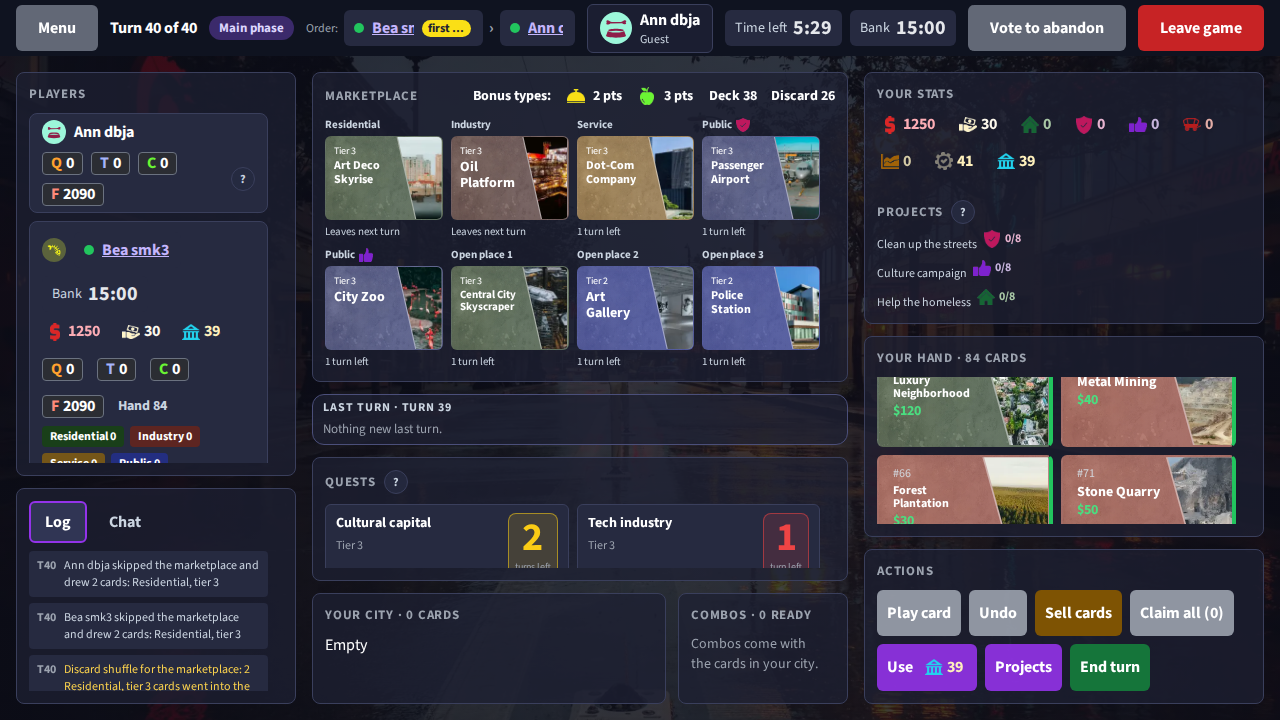 Menu
Turn 40 of 40
Main phase
Order:
Bea sm
first ...
›
Ann d
Ann dbja
Guest
Time left 5:29
Bank 15:00
Vote to abandon
Leave game
PLAYERS
Ann dbja
Q 0 T 0 C 0
F 2090
?
Bea smk3
Bank 15:00
1250 30 39
Q 0 T 0 C 0
F 2090 Hand 84
Residential 0 Industry 0
Service 0 Public 0
Log
Chat
T40 Ann dbja skipped the marketplace and
drew 2 cards: Residential, tier 3
T40 Bea smk3 skipped the marketplace
and drew 2 cards: Residential, tier 3
T40 Discard shuffle for the marketplace: 2
Residential, tier 3 cards went into the
MARKETPLACE
Bonus types: 2 pts 3 pts Deck 38 Discard 26
Residential
Tier 3
Art Deco
Skyrise
Leaves next turn
Industry
Tier 3
Oil
Platform
Leaves next turn
Service
Tier 3
Dot-Com
Company
1 turn left
Public
Tier 3
Passenger
Airport
1 turn left
Public
Tier 3
City Zoo
1 turn left
Open place 1
Tier 3
Central City
Skyscraper
1 turn left
Open place 2
Tier 2
Art
Gallery
1 turn left
Open place 3
Tier 2
Police
Station
1 turn left
LAST TURN · TURN 39
Nothing new last turn.
QUESTS ?
Cultural capital
Tier 3
2
turns left
Tech industry
Tier 3
1
turn left
YOUR CITY · 0 CARDS
Empty
COMBOS · 0 READY
Combos come with
the cards in your city.
YOUR STATS
1250 30 0 0 0 0
0 41 39
PROJECTS ?
Clean up the streets 0/8
Culture campaign 0/8
Help the homeless 0/8
YOUR HAND · 84 CARDS
Luxury
Neighborhood
$120
Metal Mining
$40
#66
Forest
Plantation
$30
#71
Stone Quarry
$50
ACTIONS
Play card
Undo
Sell cards
Claim all (0)
Use 39
Projects
End turn